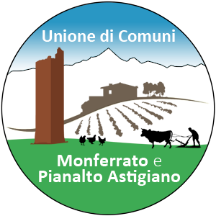 Unione di Comuni
Monferrato e
Pianalto Astigiano